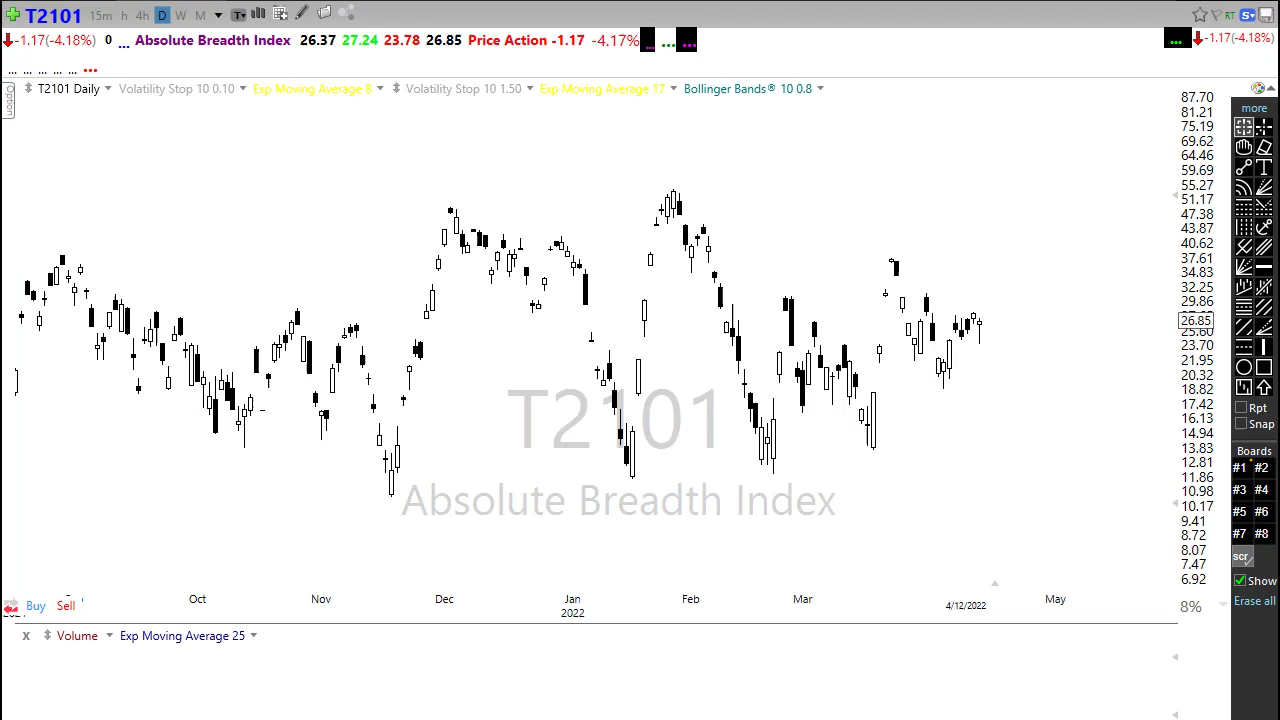 T2101 15m h 4h D W M T RT S
-1.17(-4.18%) 0 ... Absolute Breadth Index 26.37 27.24 23.78 26.85 Price Action -1.17 -4.17% ... ... ... ... -1.17(-4.18%)
... ... ... ... ... ...
Option
T2101 Daily Volatility Stop 10 0.10 Exp Moving Average 8 Volatility Stop 10 1.50 Exp Moving Average 17 Bollinger Bands® 10 0.8
87.70
81.21
75.19
69.62
64.46
59.69
55.27
51.17
47.38
43.87
40.62
37.61
34.83
32.25
29.86
26.85
25.60
23.70
21.95
20.32
18.82
17.42
16.13
14.94
13.83
12.81
11.86
10.98
10.17
9.41
8.72
8.07
7.47
6.92
8%
T2101
Absolute Breadth Index
Buy Sell
Oct Nov Dec Jan Feb Mar 4/12/2022 May
2022
X Volume Exp Moving Average 25
more
T
Rpt
Snap
Boards
#1 #2
#3 #4
#5 #6
#7 #8
scr
Show
Erase all